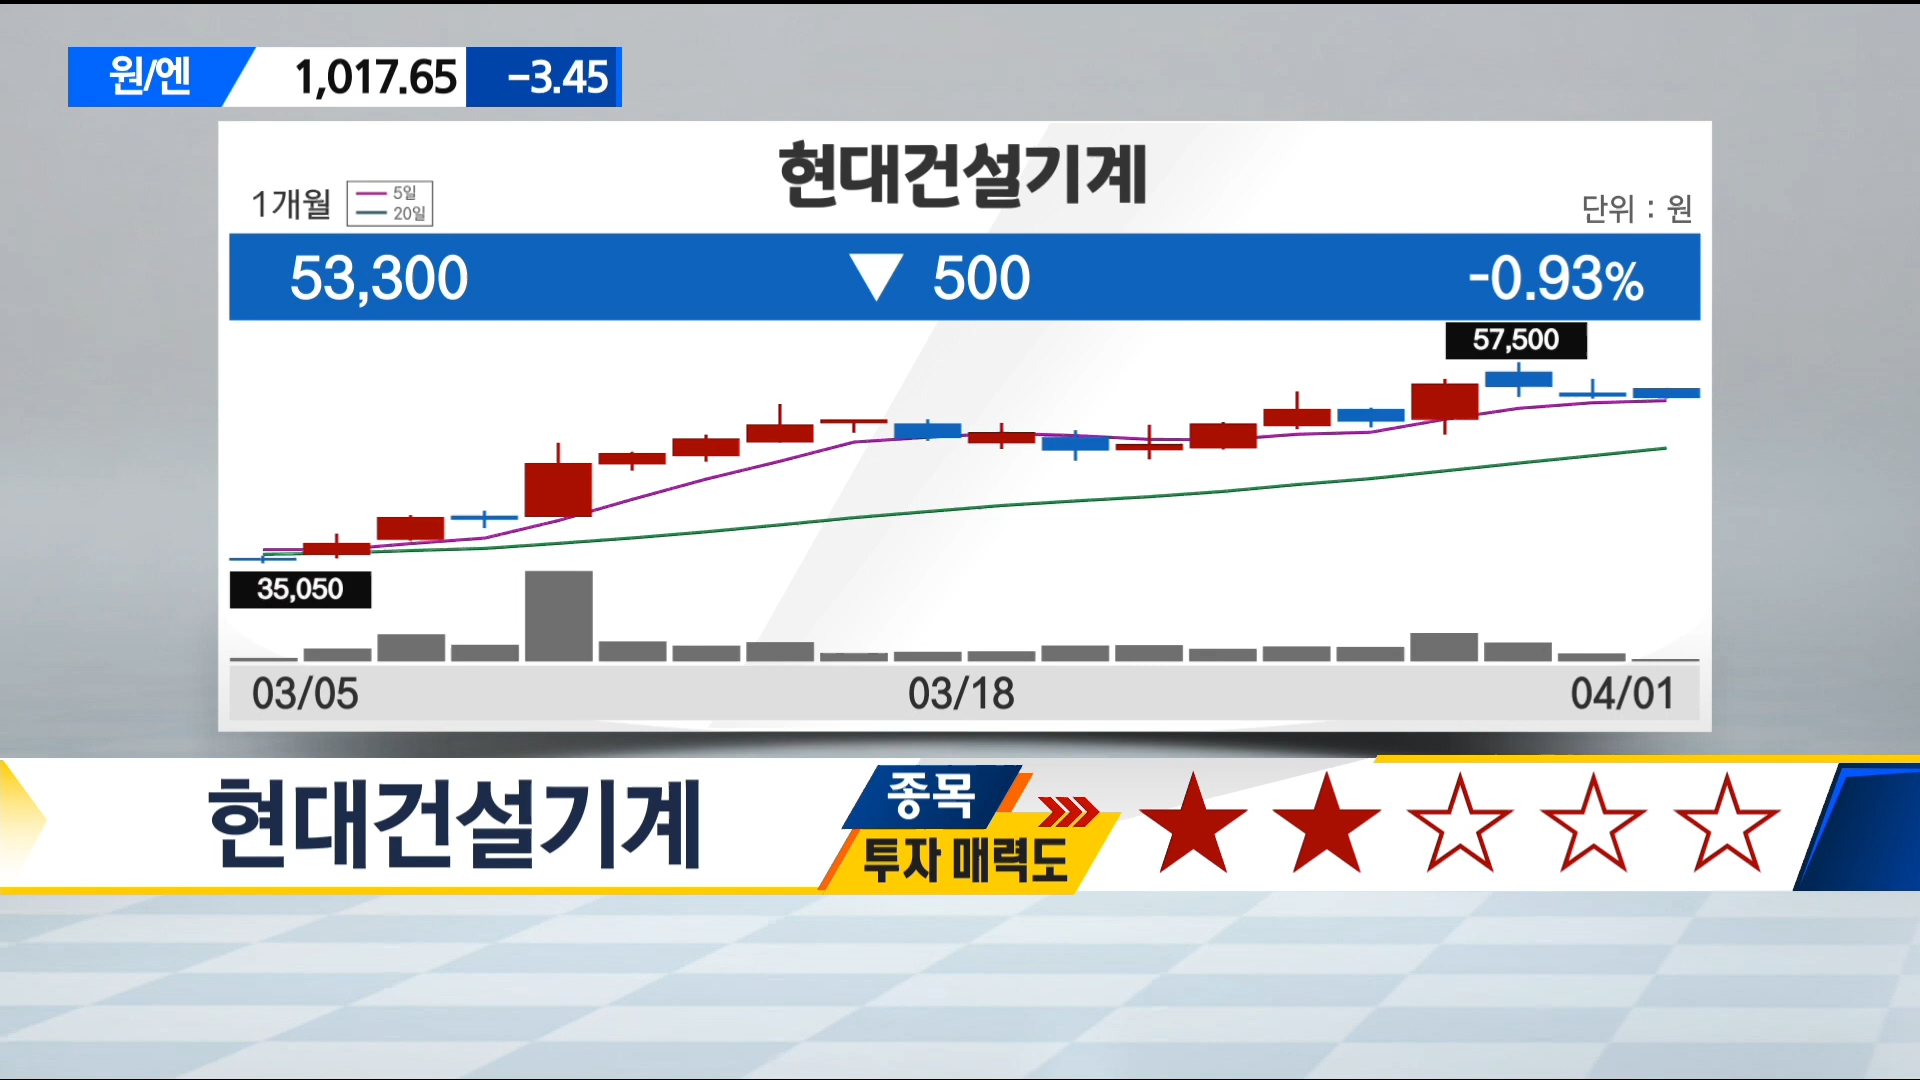 원/엔 1,017.65 -3.45
현대건설기계
1개월
5일
20일
단위 : 원
53,300 ▼ 500 -0.93%
57,500
35,050
03/05 03/18 04/01
현대건설기계
종목
투자 매력도
★★☆☆☆